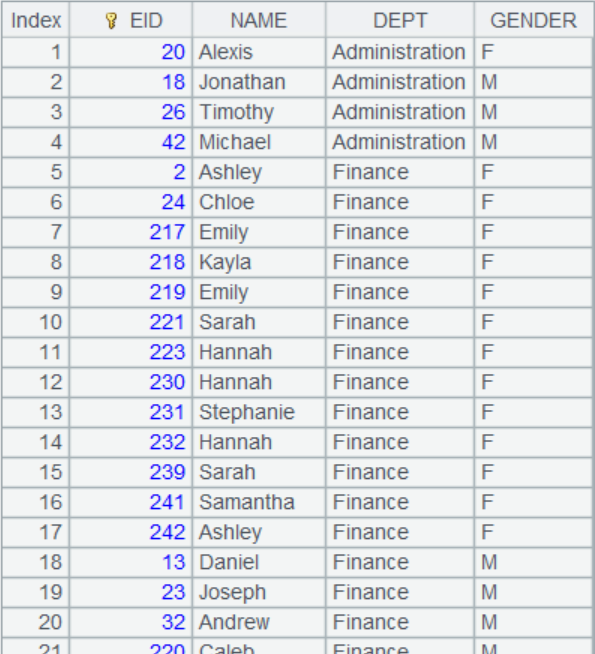 Index EID NAME DEPT GENDER
1 20 Alexis Administration F
2 18 Jonathan Administration M
3 26 Timothy Administration M
4 42 Michael Administration M
5 2 Ashley Finance F
6 24 Chloe Finance F
7 217 Emily Finance F
8 218 Kayla Finance F
9 219 Emily Finance F
10 221 Sarah Finance F
11 223 Hannah Finance F
12 230 Hannah Finance F
13 231 Stephanie Finance F
14 232 Hannah Finance F
15 239 Sarah Finance F
16 241 Samantha Finance F
17 242 Ashley Finance F
18 13 Daniel Finance M
19 23 Joseph Finance M
20 32 Andrew Finance M
21 220 Caleb Finance M